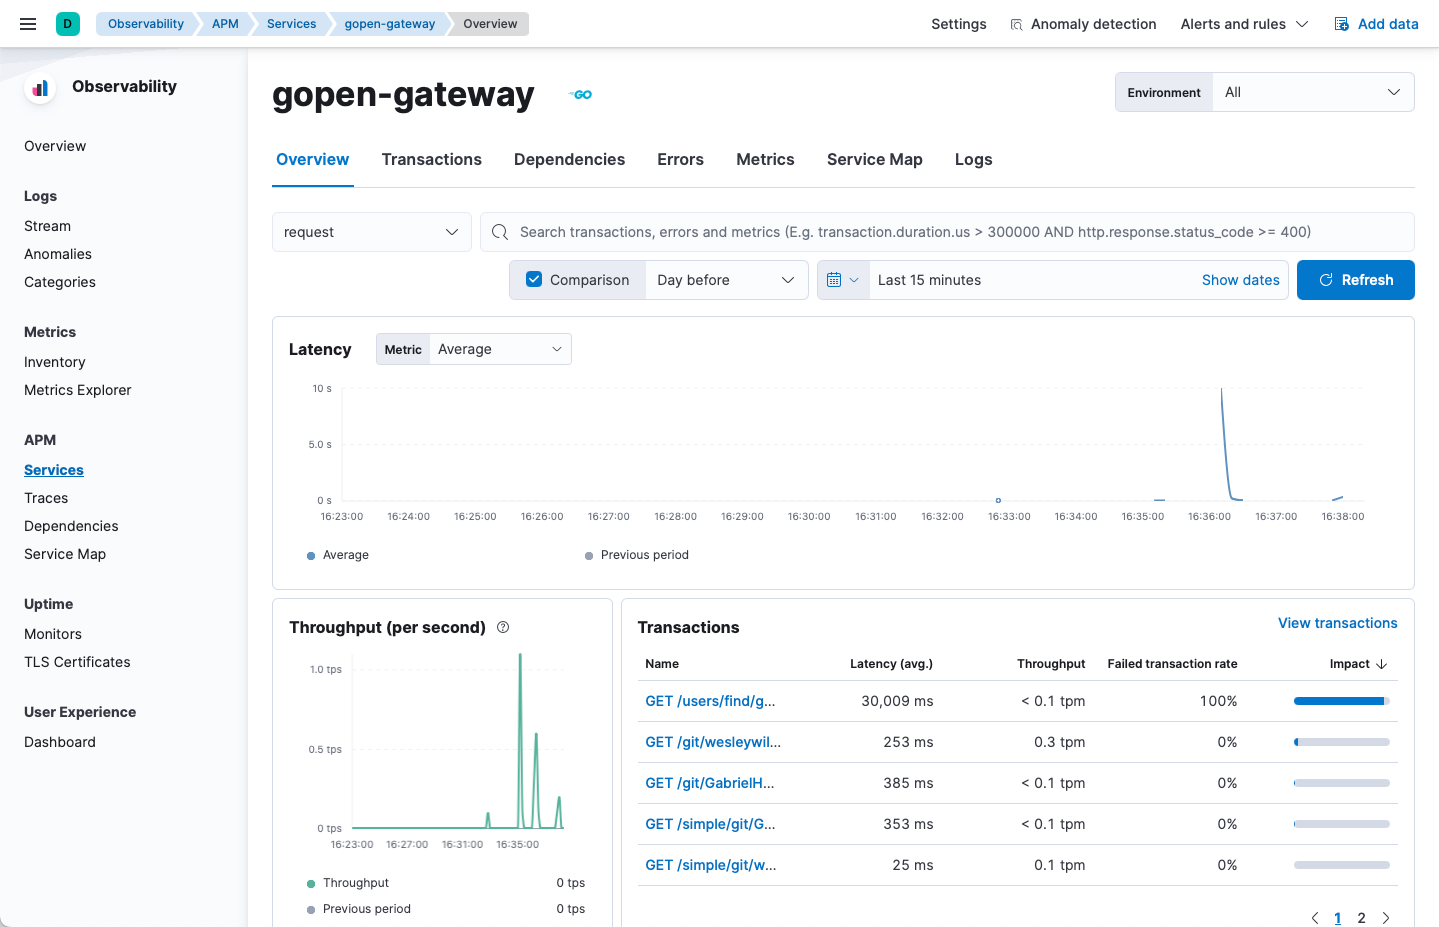 D
Observability
APM
Services
gopen-gateway
Overview
Settings
Anomaly detection
Alerts and rules
Add data
Observability
Overview
Logs
Stream
Anomalies
Categories
Metrics
Inventory
Metrics Explorer
APM
Services
Traces
Dependencies
Service Map
Uptime
Monitors
TLS Certificates
User Experience
Dashboard
gopen-gateway
GO
Environment
All
Overview
Transactions
Dependencies
Errors
Metrics
Service Map
Logs
request
Search transactions, errors and metrics (E.g. transaction.duration.us > 300000 AND http.response.status_code >= 400)
Comparison
Day before
Last 15 minutes
Show dates
Refresh
Latency
Metric
Average
10 s
5.0 s
0 s
16:23:00 16:24:00 16:25:00 16:26:00 16:27:00 16:28:00 16:29:00 16:30:00 16:31:00 16:32:00 16:33:00 16:34:00 16:35:00 16:36:00 16:37:00 16:38:00
Average
Previous period
Throughput (per second)
1.0 tps
0.5 tps
0 tps
16:23:00 16:27:00 16:31:00 16:35:00
Throughput 0 tps
Previous period 0 tps
Transactions
View transactions
Name Latency (avg.) Throughput Failed transaction rate Impact
GET /users/find/g... 30,009 ms < 0.1 tpm 100%
GET /git/wesleywil... 253 ms 0.3 tpm 0%
GET /git/GabrielH... 385 ms < 0.1 tpm 0%
GET /simple/git/G... 353 ms < 0.1 tpm 0%
GET /simple/git/w... 25 ms 0.1 tpm 0%
1 2